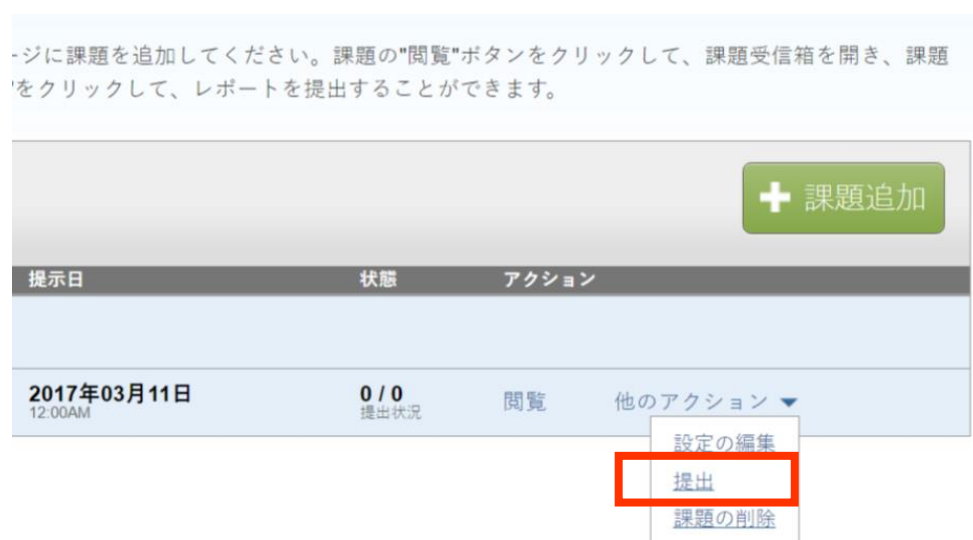 ージに課題を追加してください。課題の"閲覧"ボタンをクリックして、課題受信箱を開き、課題
"をクリックして、レポートを提出することができます。
課題追加
提示日 状態 アクション
2017年03月11日 0 / 0 閲覧 他のアクション
12:00AM 提出状況
設定の編集
提出
課題の削除